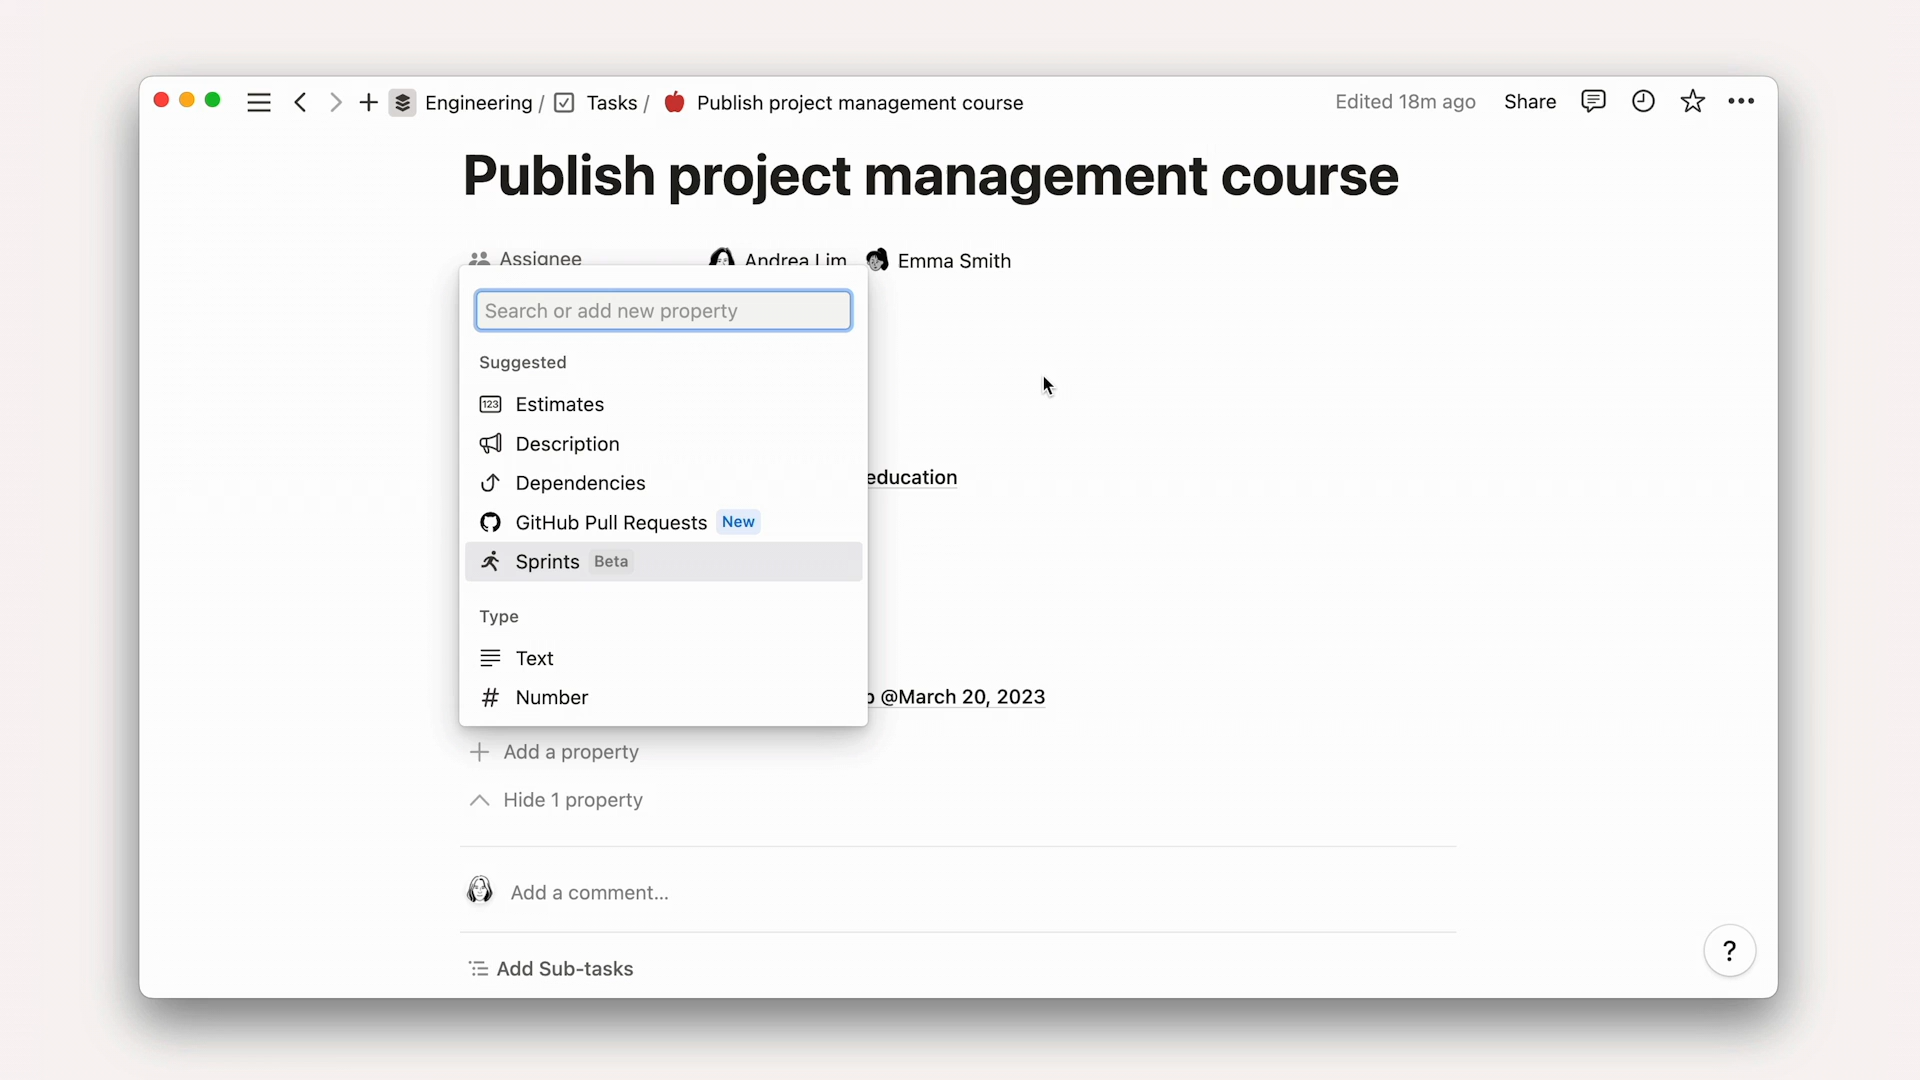 Engineering / Tasks / Publish project management course
Edited 18m ago Share
Publish project management course
Assignee Andrea Lim Emma Smith
Search or add new property
Suggested
123 Estimates
Description
education
Dependencies
GitHub Pull Requests New
Sprints Beta
Type
Text
# Number
@March 20, 2023
Add a property
Hide 1 property
Add a comment...
?
Add Sub-tasks